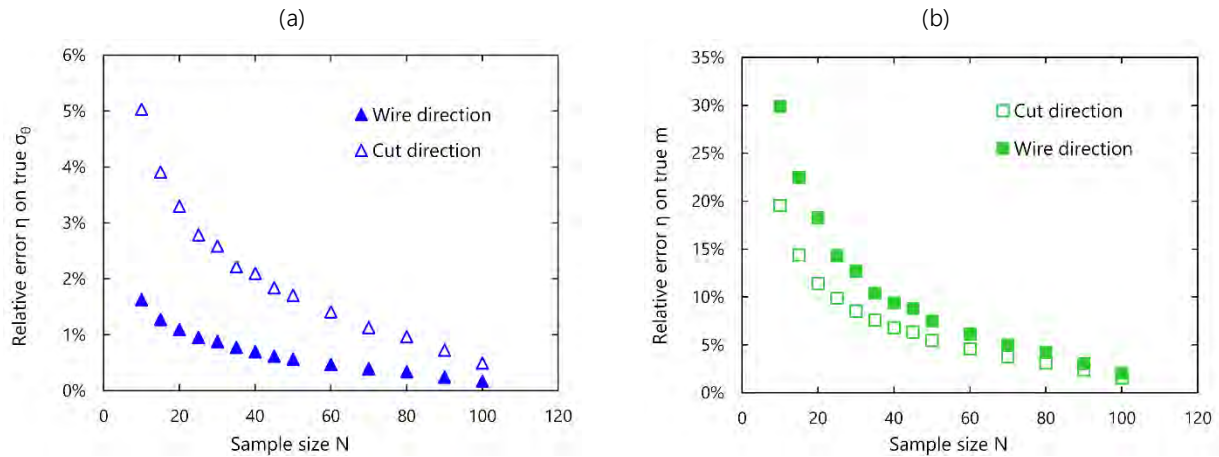 (a)
Relative error η on true σ₀
6%
5%
4%
3%
2%
1%
0%
Wire direction
Cut direction
0
20
40
60
80
100
120
Sample size N
(b)
Relative error η on true m
35%
30%
25%
20%
15%
10%
5%
0%
Cut direction
Wire direction
0
20
40
60
80
100
120
Sample size N